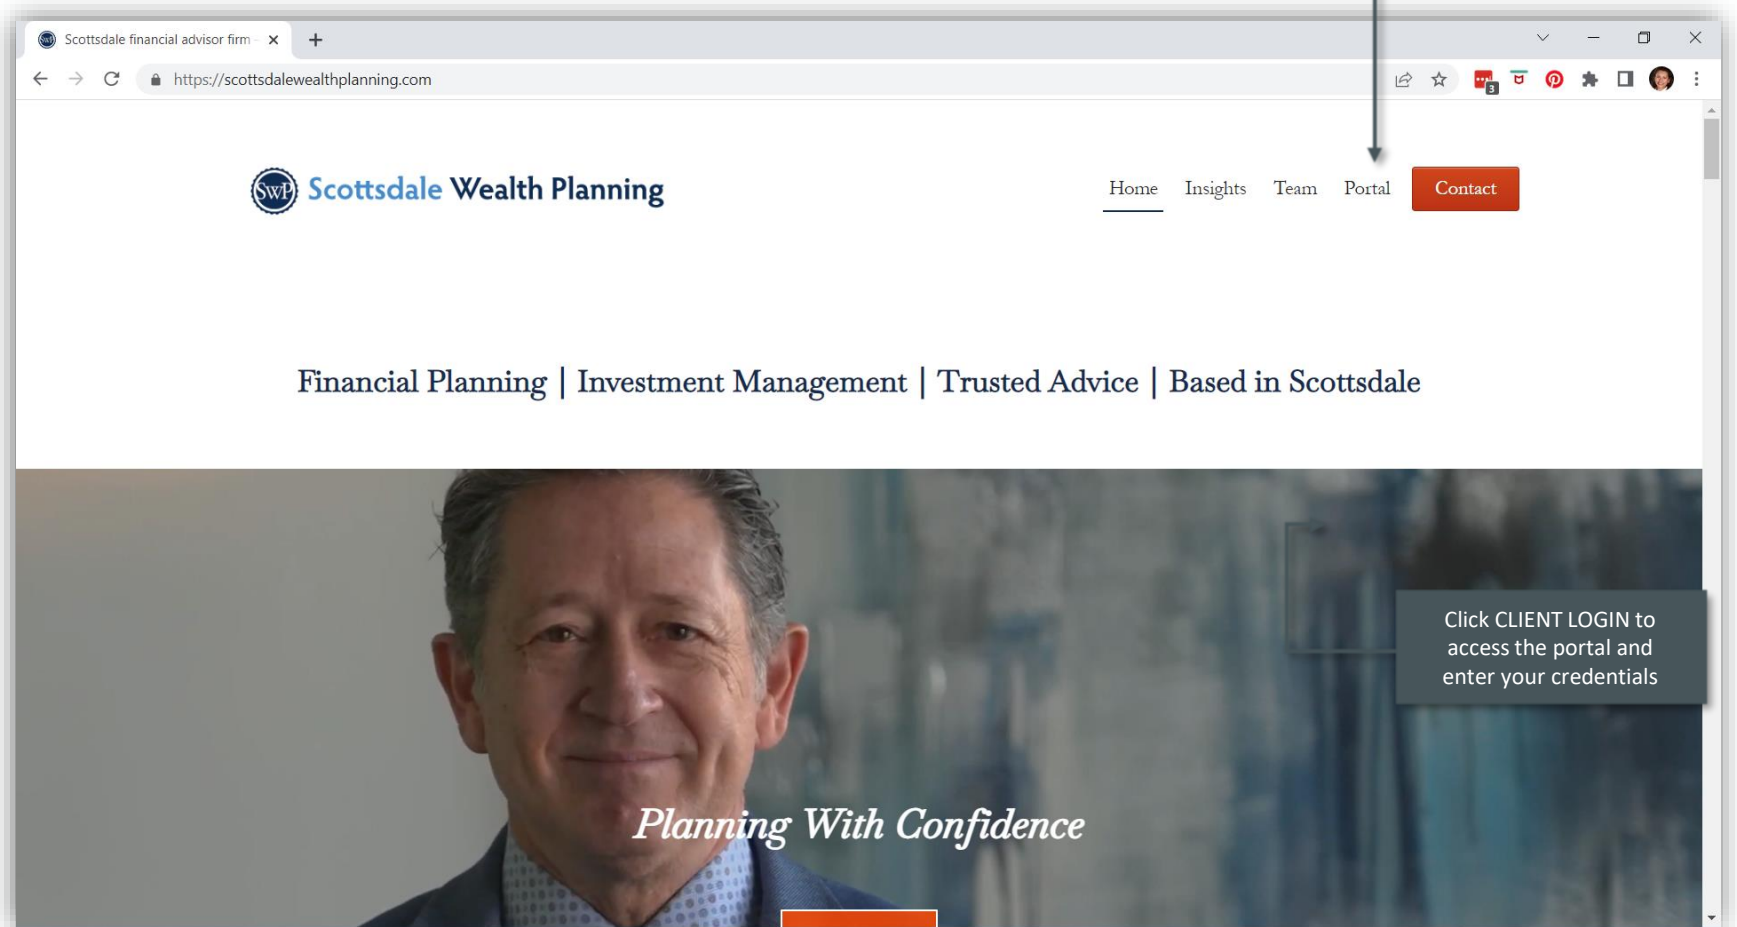 Scottsdale financial advisor firm -
https://scottsdalewealthplanning.com
3
SWP Scottsdale Wealth Planning
Home Insights Team Portal Contact
Financial Planning | Investment Management | Trusted Advice | Based in Scottsdale
Click CLIENT LOGIN to
access the portal and
enter your credentials
Planning With Confidence